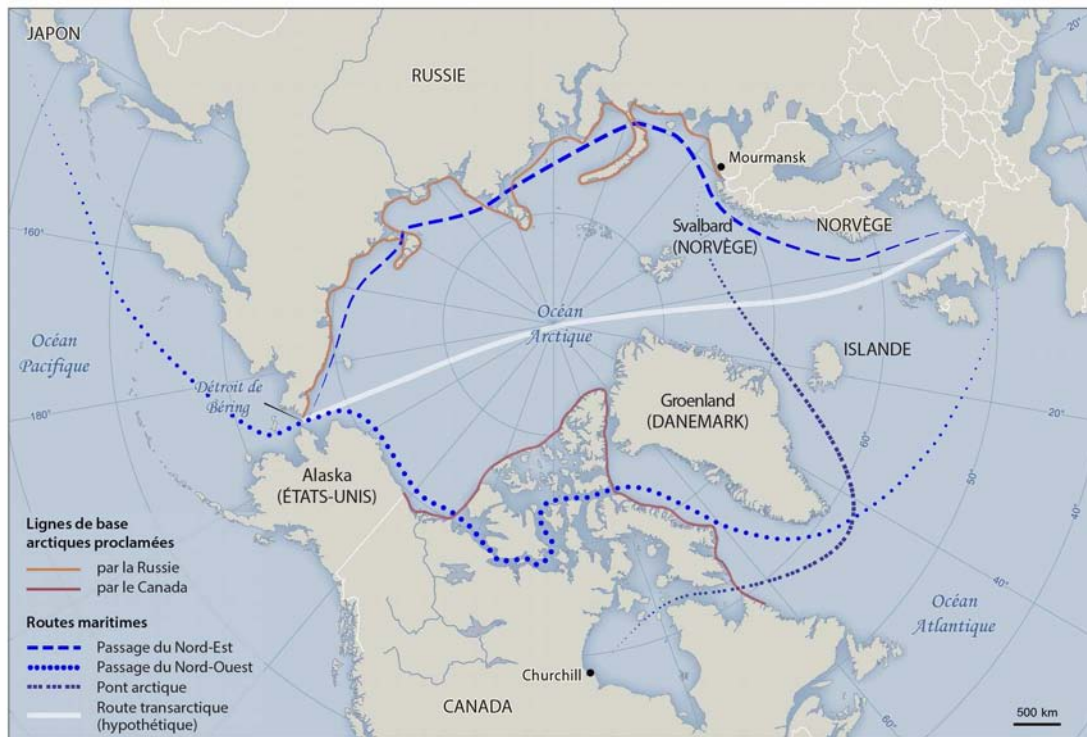 JAPON
RUSSIE
20°
Mourmansk
Svalbard
(NORVÈGE)
NORVÈGE
160°
Océan
Arctique
Océan
Pacifique
ISLANDE
Détroit de
Béring
Groenland
(DANEMARK)
180°
20°
60°
Alaska
(ÉTATS-UNIS)
50°
40°
Lignes de base
arctiques proclamées
par la Russie
par le Canada
40°
Océan
Atlantique
Routes maritimes
Passage du Nord-Est
Passage du Nord-Ouest
Pont arctique
Route transarctique
(hypothétique)
Churchill
CANADA
60°
500 km